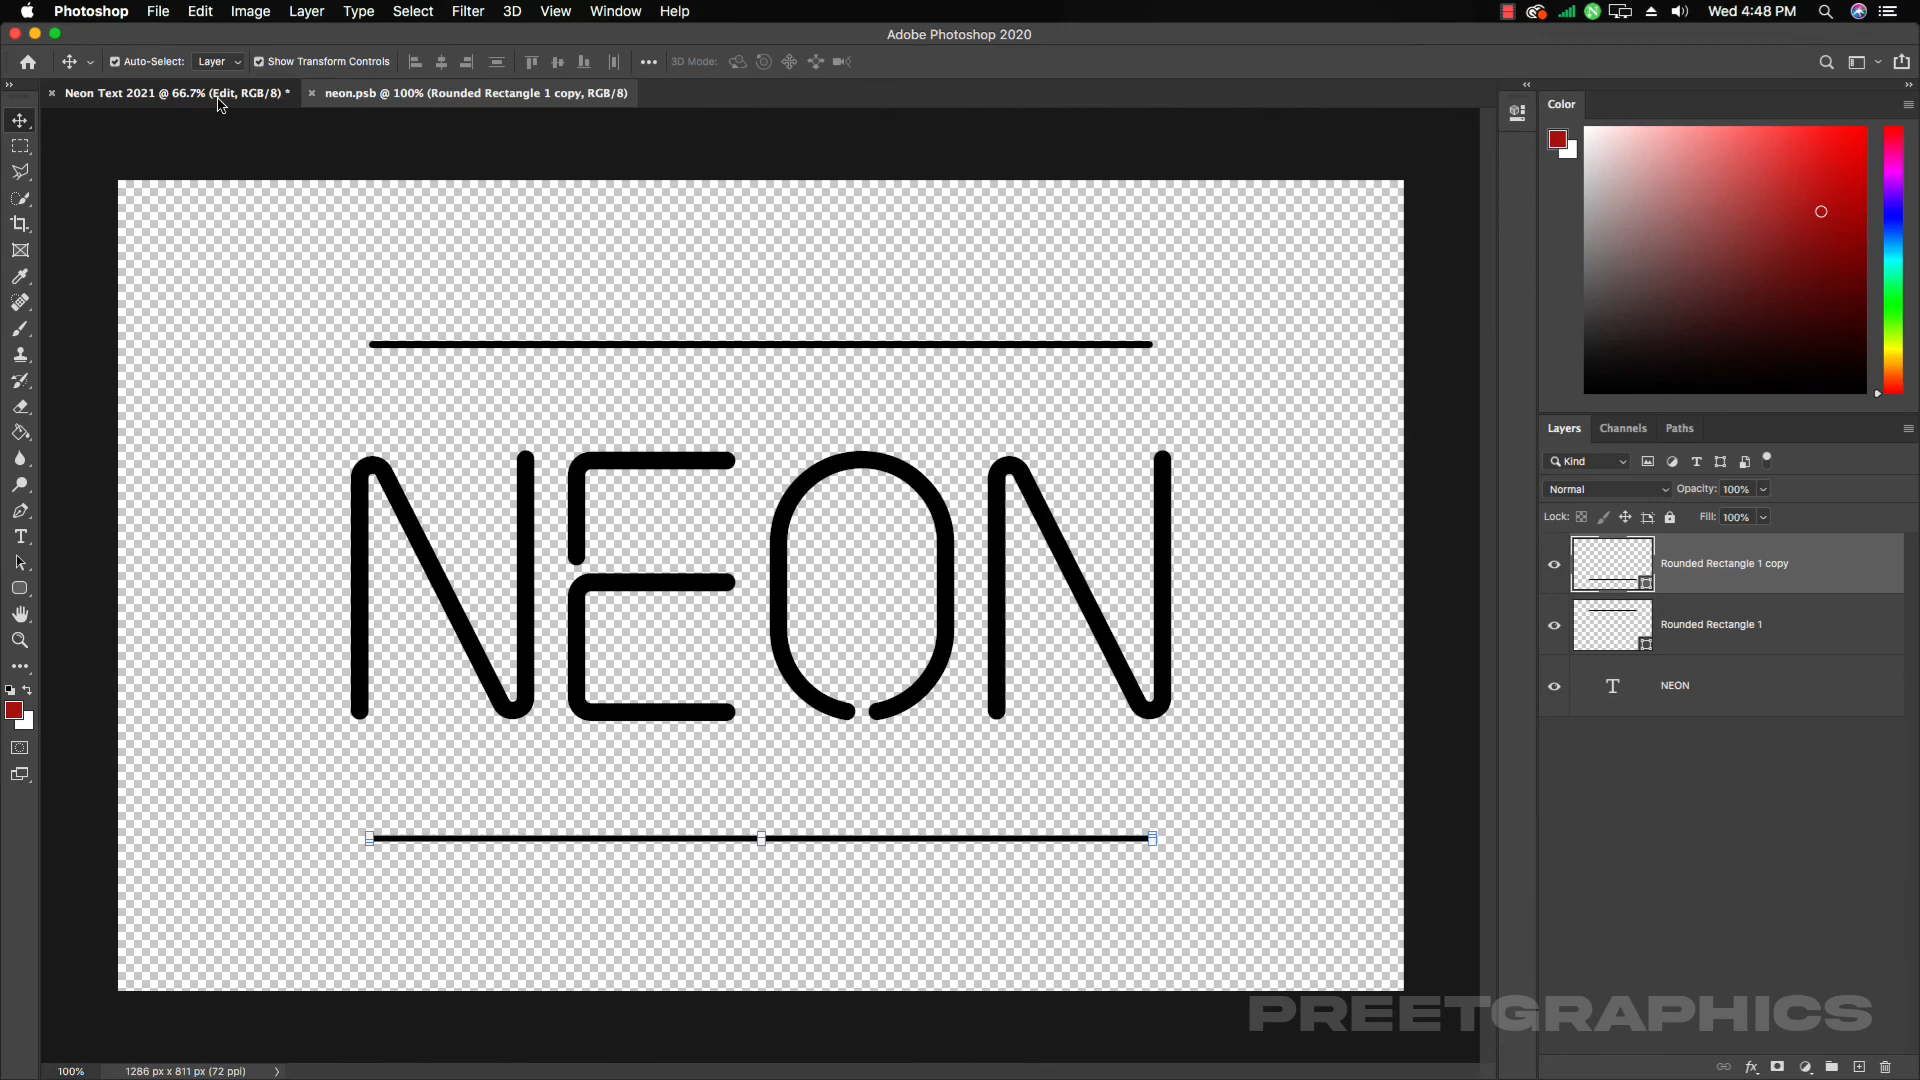 Photoshop File Edit Image Layer Type Select Filter 3D View Window Help Wed 4:48 PM
Adobe Photoshop 2020
Auto-Select: Layer Show Transform Controls 3D Mode:
Neon Text 2021 @ 66.7% (Edit, RGB/8) * neon.psb @ 100% (Rounded Rectangle 1 copy, RGB/8)
Color
NEON
Layers Channels Paths
Kind
Normal Opacity: 100%
Lock: Fill: 100%
Rounded Rectangle 1 copy
Rounded Rectangle 1
T NEON
PREETGRAPHICS
100% 1286 px x 811 px (72 ppi)